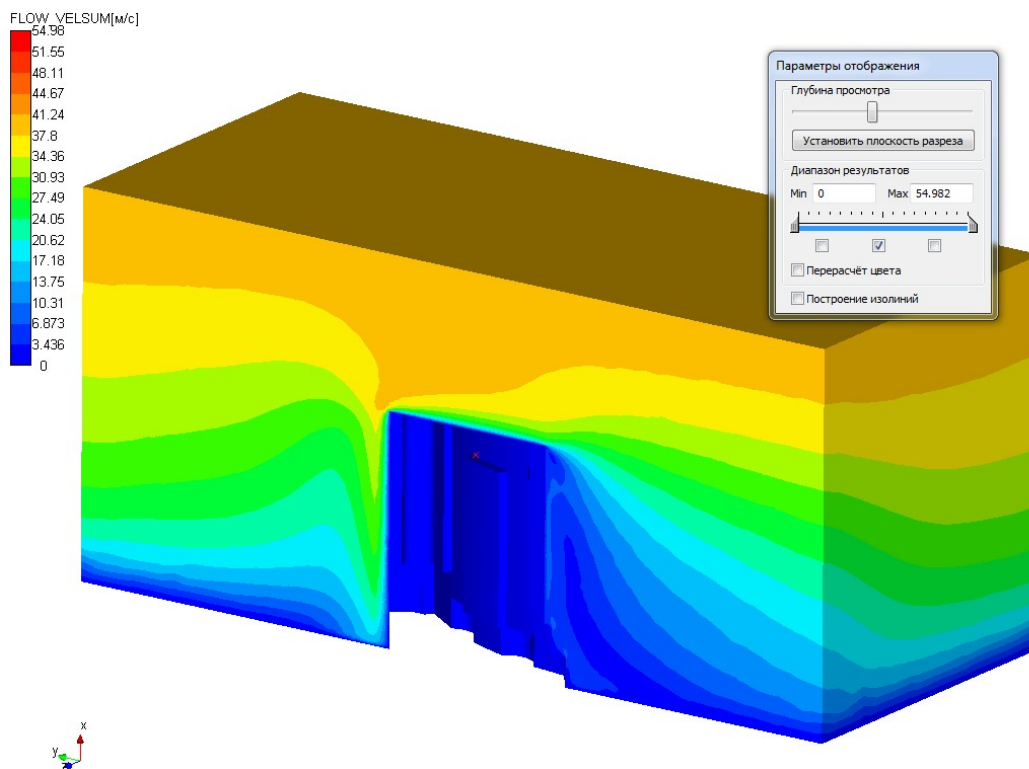 FLOW_VELSUM[м/с]
54.98
51.55
48.11
44.67
41.24
37.8
34.36
30.93
27.49
24.05
20.62
17.18
13.75
10.31
6.873
3.436
0
Параметры отображения
Глубина просмотра
Установить плоскость разреза
Диапазон результатов
Min 0 Max 54.982
Перерасчёт цвета
Построение изолиний
x
y